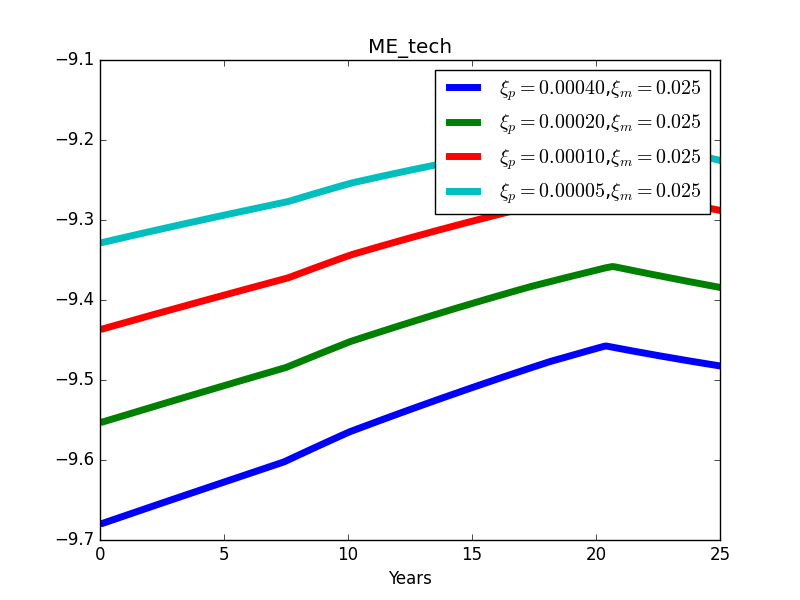 ME_tech
−9.1
−9.2
−9.3
−9.4
−9.5
−9.6
−9.7
ξₚ = 0.00040,ξₘ = 0.025
ξₚ = 0.00020,ξₘ = 0.025
ξₚ = 0.00010,ξₘ = 0.025
ξₚ = 0.00005,ξₘ = 0.025
0 5 10 15 20 25
Years